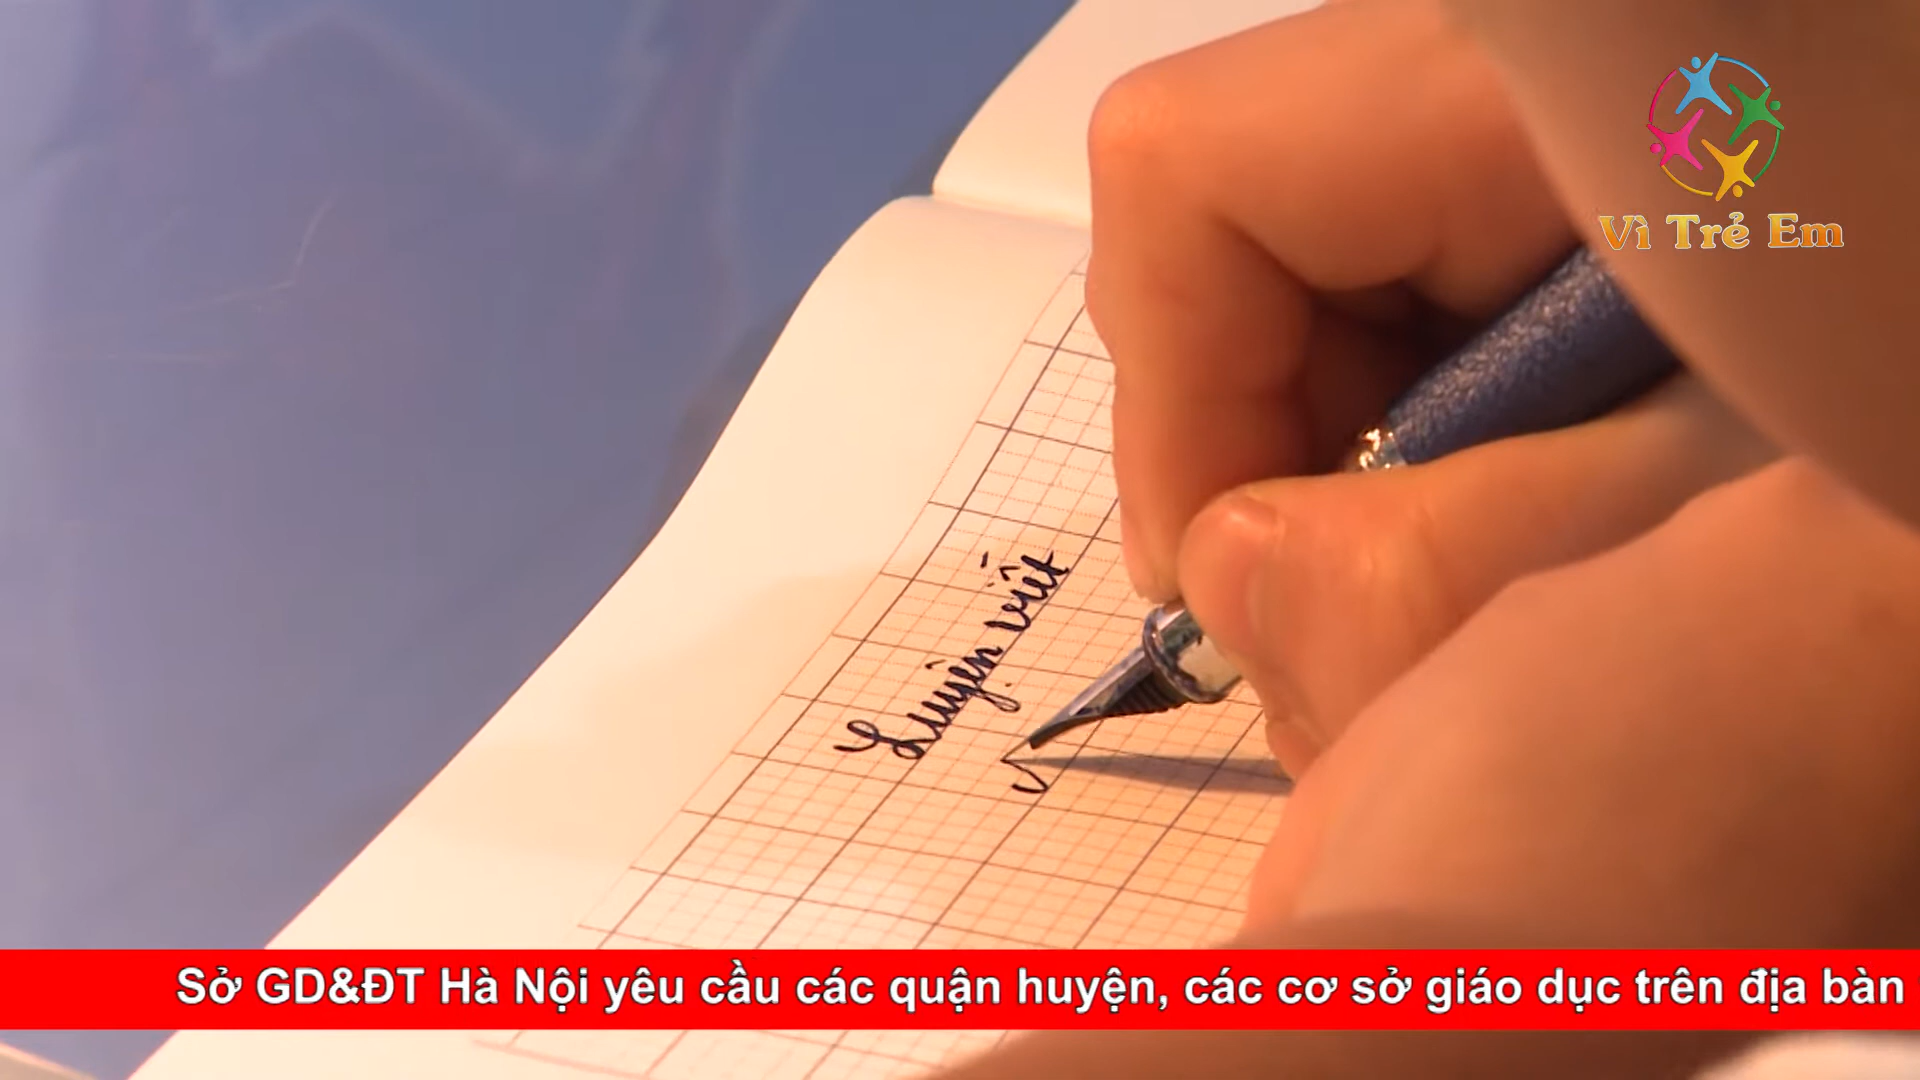 Vì Trẻ Em
Luyện viết
Sở GD&ĐT Hà Nội yêu cầu các quận huyện, các cơ sở giáo dục trên địa bàn